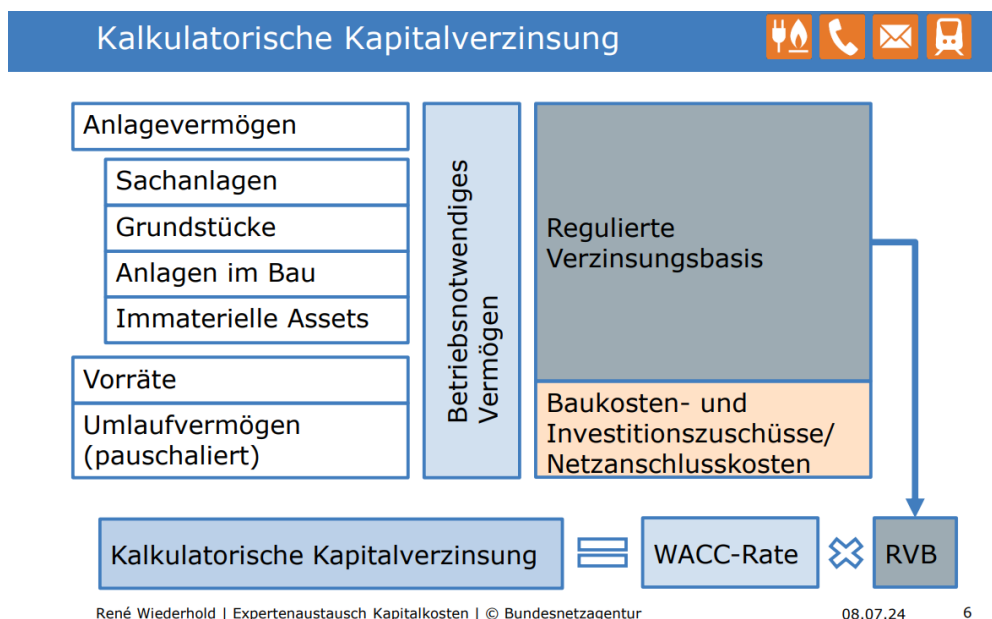 Kalkulatorische Kapitalverzinsung
Anlagevermögen
Sachanlagen
Grundstücke
Anlagen im Bau
Immaterielle Assets
Vorräte
Umlaufvermögen
(pauschaliert)
Betriebsnotwendiges
Vermögen
Regulierte
Verzinsungsbasis
Baukosten- und
Investitionszuschüsse/
Netzanschlusskosten
Kalkulatorische Kapitalverzinsung
WACC-Rate
RVB
René Wiederhold | Expertenaustausch Kapitalkosten | © Bundesnetzagentur
08.07.24
6